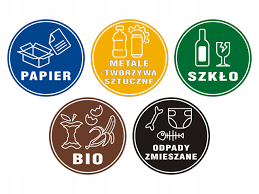 PAPIER
METALE
I TWORZYWA
SZTUCZNE
SZKŁO
BIO
ODPADY
ZMIESZANE